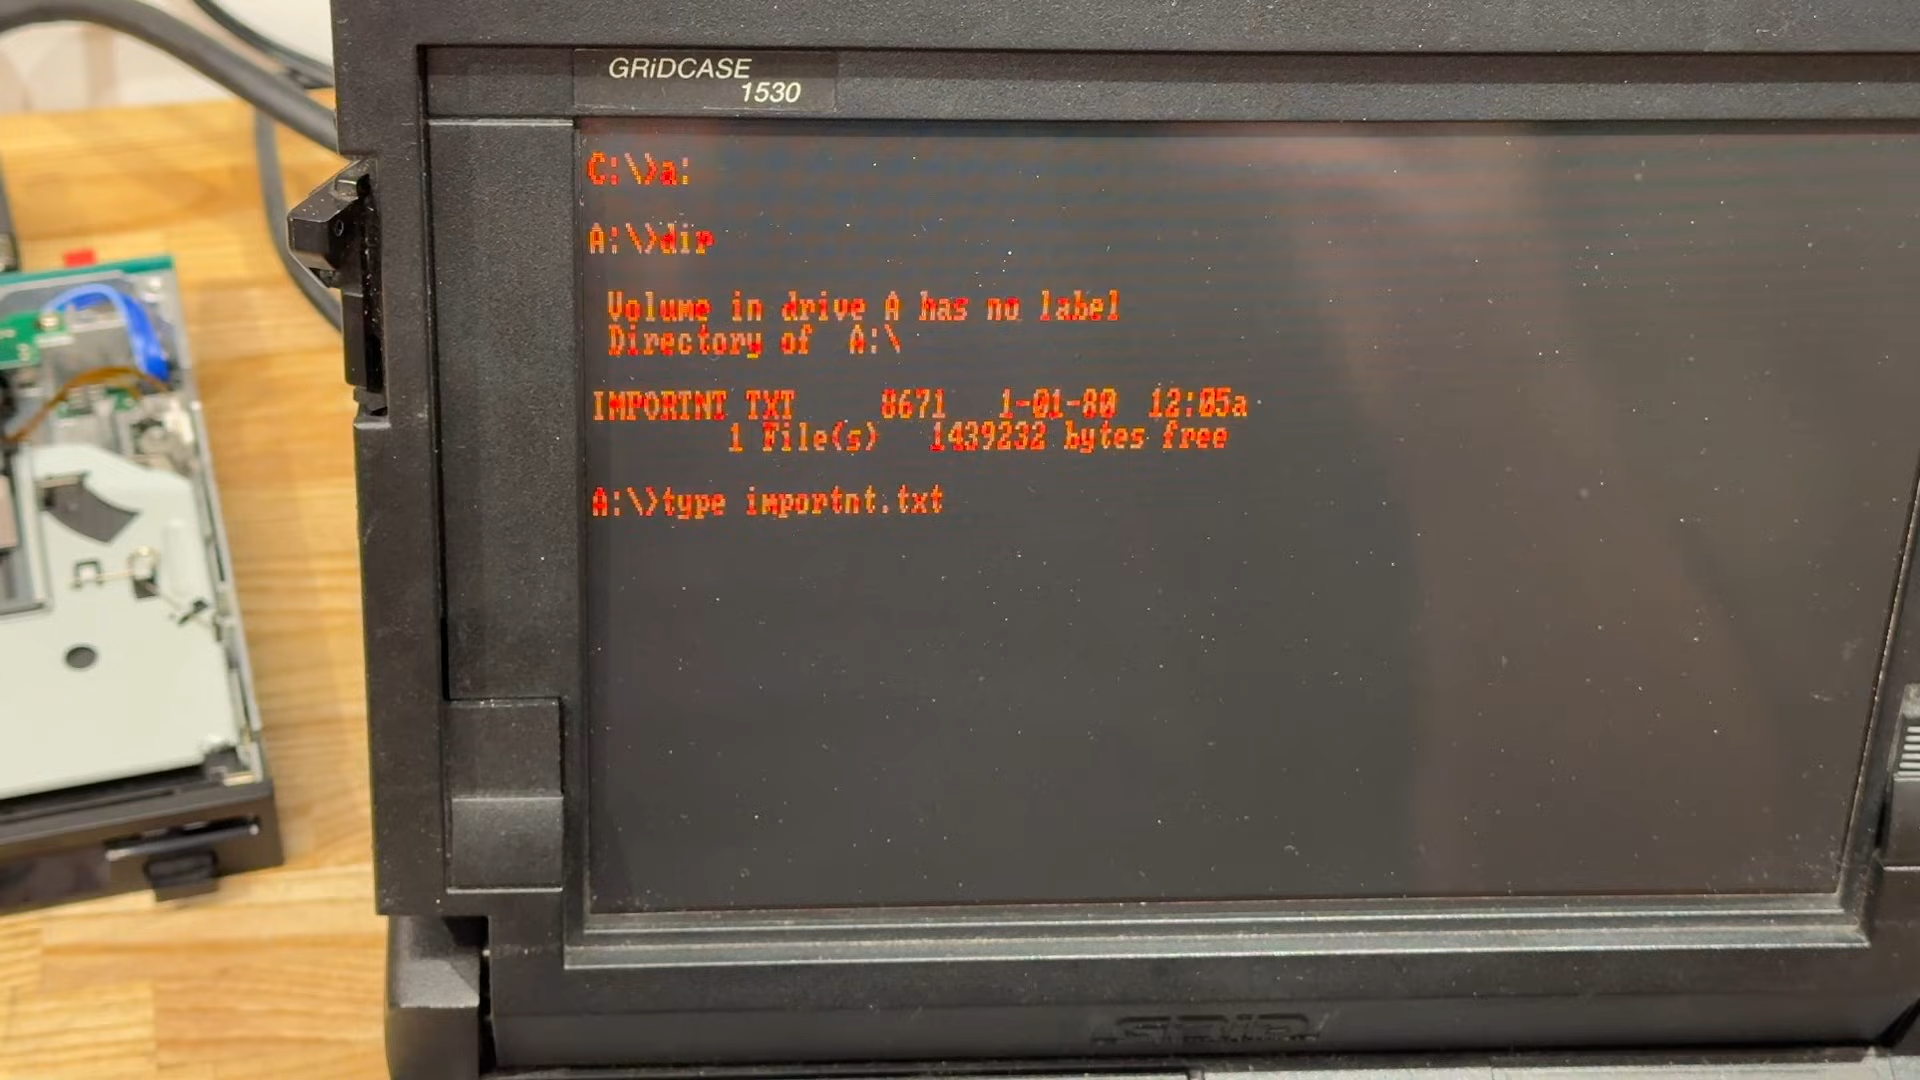 GRiDCASE
1530
C:\>a:
A:\>dir
Volume in drive A has no label
Directory of  A:\
IMPORTNT TXT     8671   1-01-80  12:05a
1 File(s)   1439232 bytes free
A:\>type importnt.txt
GRiD